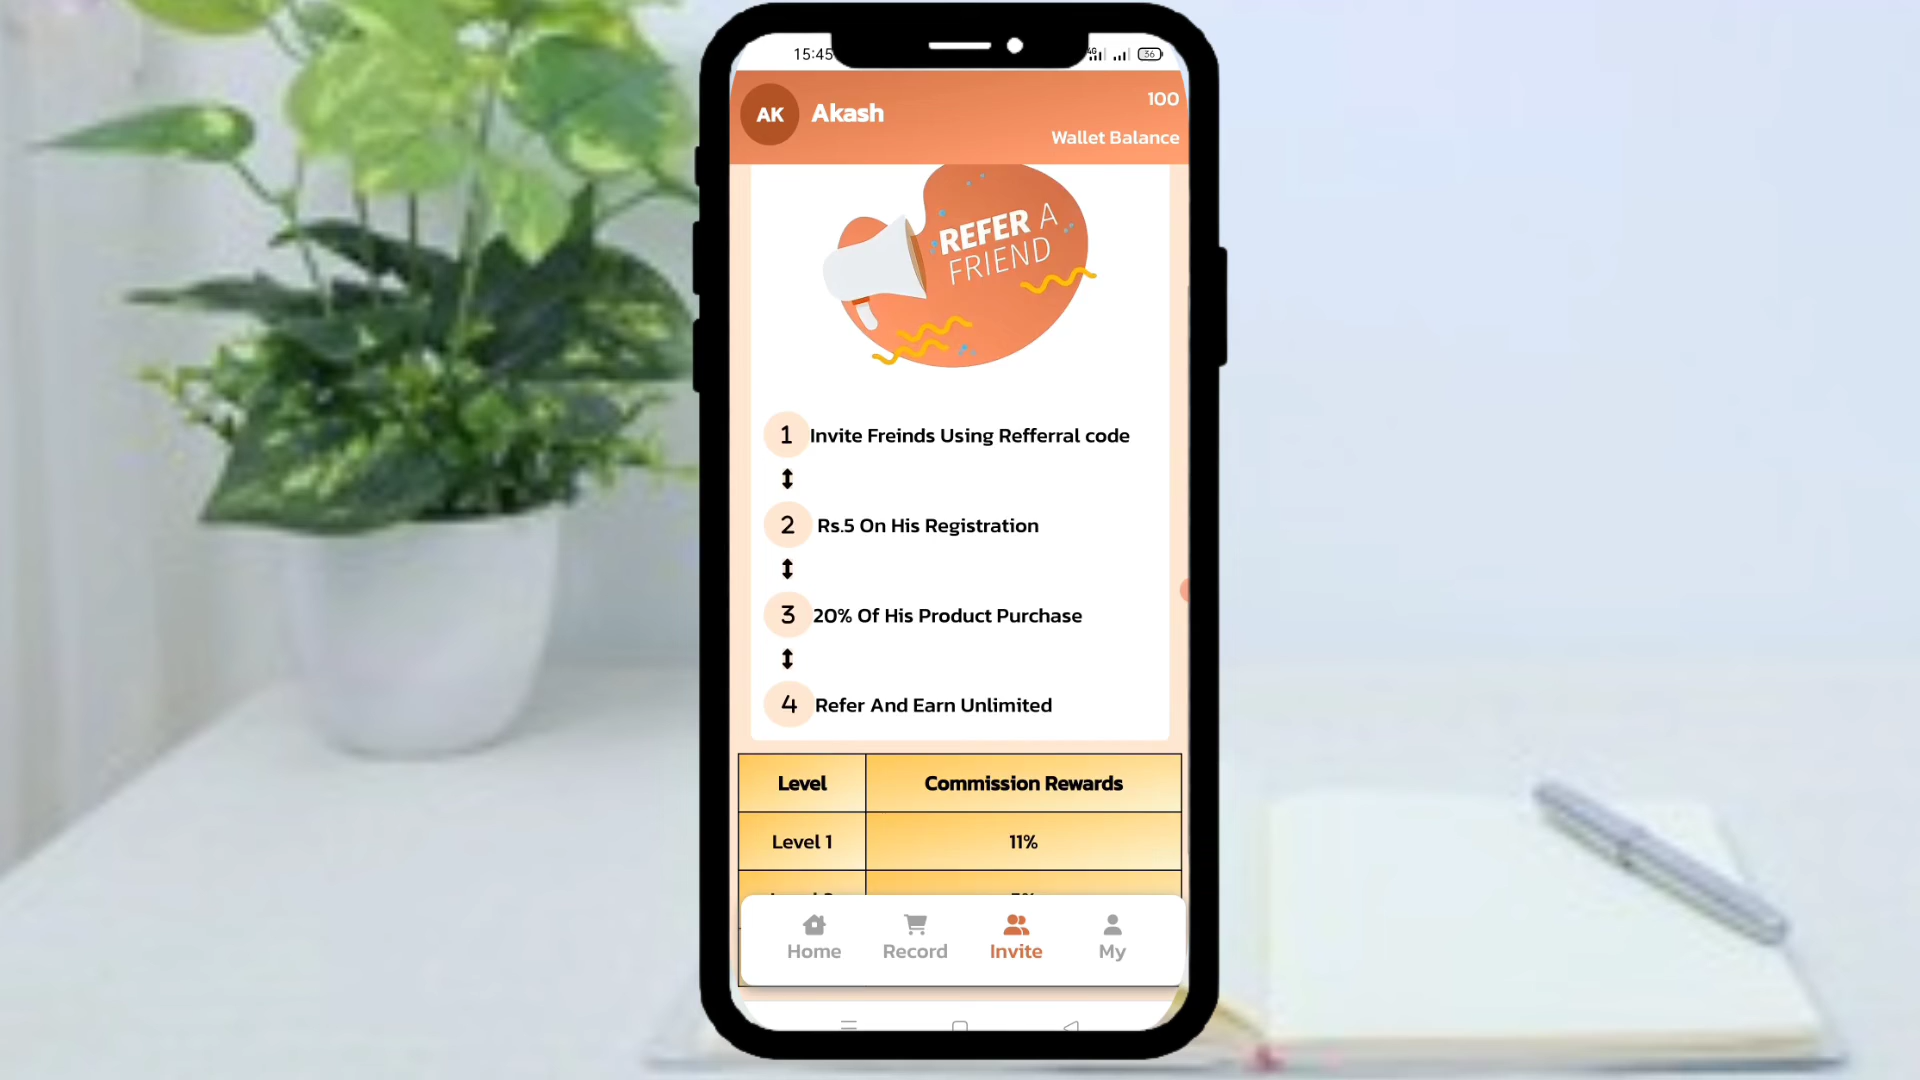 15:45
4G
36
AK
Akash
100
Wallet Balance
REFER A
FRIEND
1 Invite Freinds Using Refferral code
2 Rs.5 On His Registration
3 20% Of His Product Purchase
4 Refer And Earn Unlimited
Level Commission Rewards
Level 1 11%
Home Record Invite My